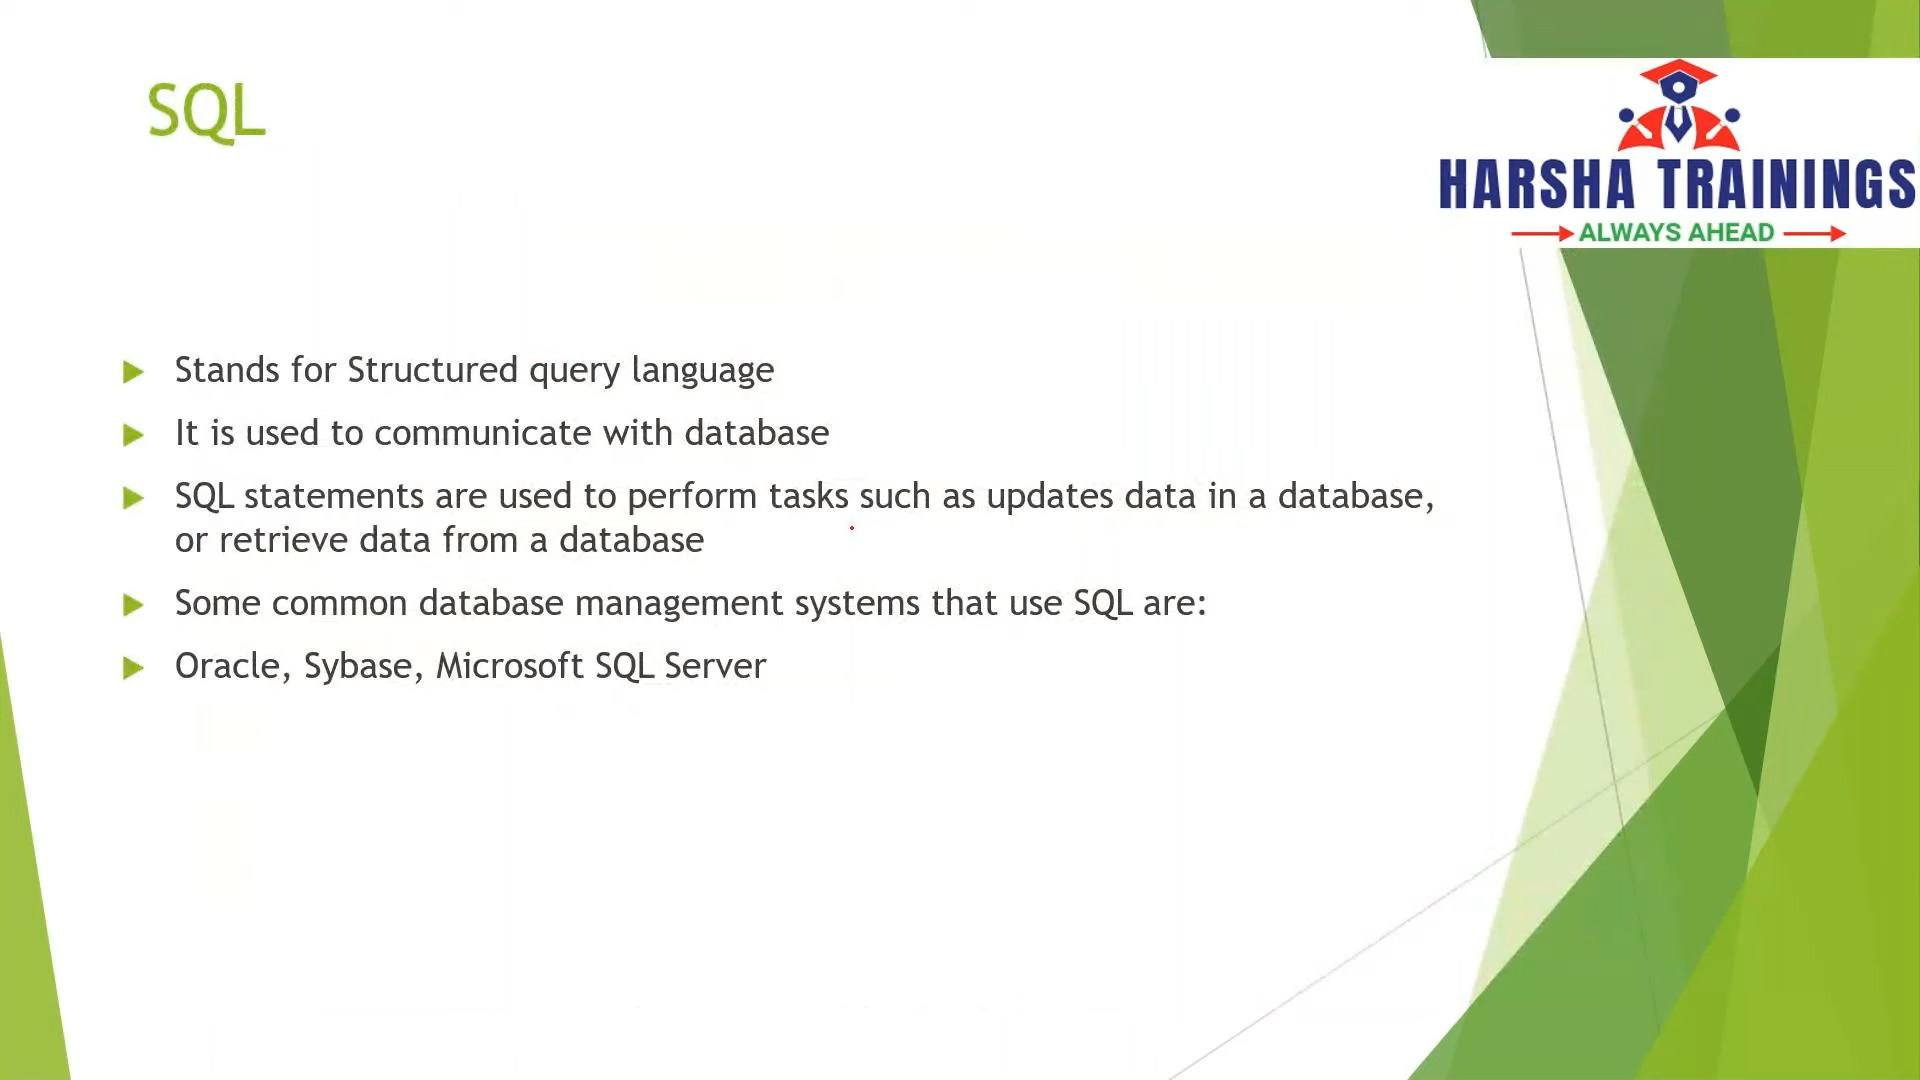 SQL
HARSHA TRAININGS
ALWAYS AHEAD
Stands for Structured query language
It is used to communicate with database
SQL statements are used to perform tasks such as updates data in a database,
or retrieve data from a database
Some common database management systems that use SQL are:
Oracle, Sybase, Microsoft SQL Server